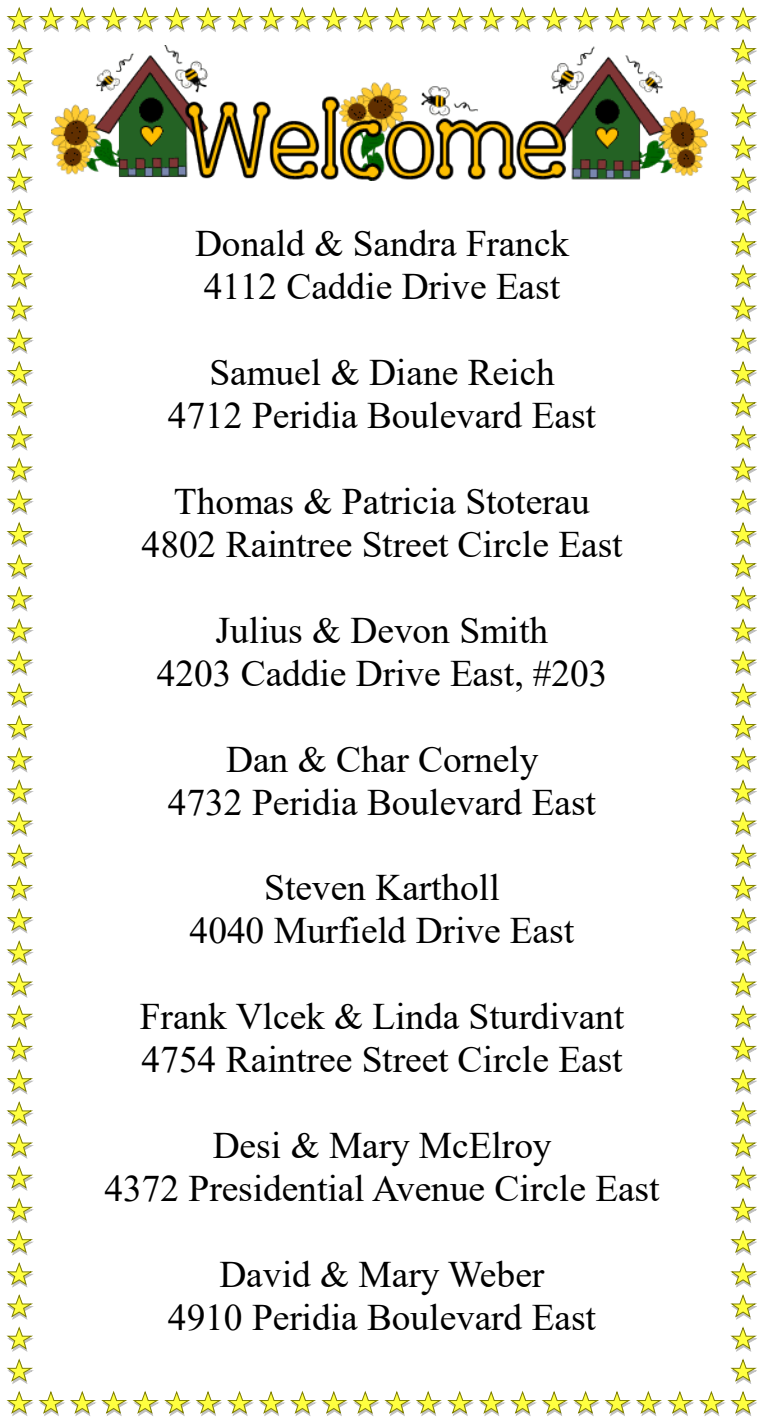 Welcome
Donald & Sandra Franck
4112 Caddie Drive East
Samuel & Diane Reich
4712 Peridia Boulevard East
Thomas & Patricia Stoterau
4802 Raintree Street Circle East
Julius & Devon Smith
4203 Caddie Drive East, #203
Dan & Char Cornely
4732 Peridia Boulevard East
Steven Kartholl
4040 Murfield Drive East
Frank Vlcek & Linda Sturdivant
4754 Raintree Street Circle East
Desi & Mary McElroy
4372 Presidential Avenue Circle East
David & Mary Weber
4910 Peridia Boulevard East